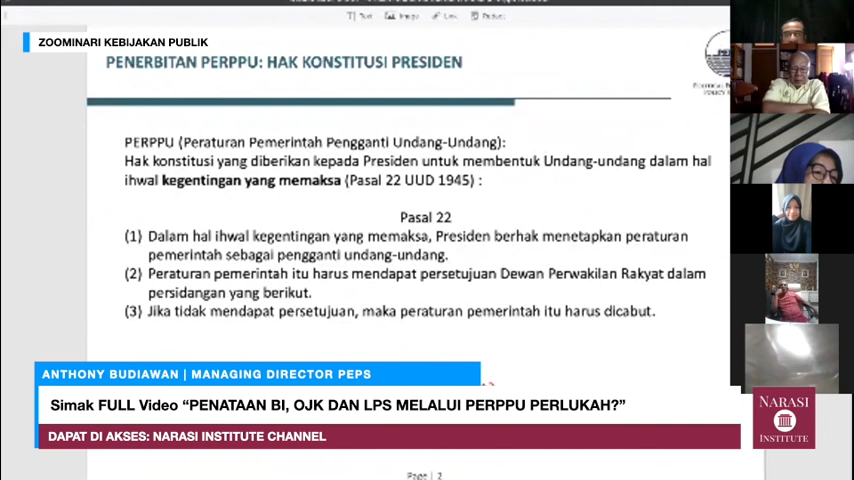 Text Image Link
ZOOMINARI KEBIJAKAN PUBLIK
PENERBITAN PERPPU: HAK KONSTITUSI PRESIDEN
PERPPU (Peraturan Pemerintah Pengganti Undang-Undang):
Hak konstitusi yang diberikan kepada Presiden untuk membentuk Undang-undang dalam hal
ihwal kegentingan yang memaksa (Pasal 22 UUD 1945) :
Pasal 22
(1) Dalam hal ihwal kegentingan yang memaksa, Presiden berhak menetapkan peraturan
pemerintah sebagai pengganti undang-undang.
(2) Peraturan pemerintah itu harus mendapat persetujuan Dewan Perwakilan Rakyat dalam
persidangan yang berikut.
(3) Jika tidak mendapat persetujuan, maka peraturan pemerintah itu harus dicabut.
ANTHONY BUDIAWAN | MANAGING DIRECTOR PEPS
Simak FULL Video “PENATAAN BI, OJK DAN LPS MELALUI PERPPU PERLUKAH?”
DAPAT DI AKSES: NARASI INSTITUTE CHANNEL
NARASI
INSTITUTE
Page | 2